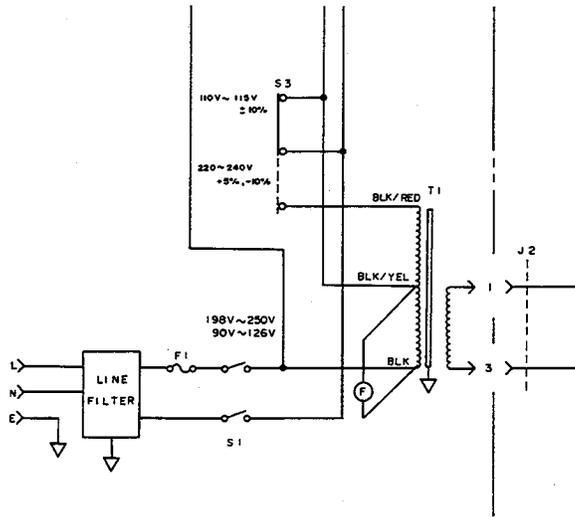 S3
110V~115V
±10%
220~240V
+5%,-10%
BLK/RED
T1
BLK/YEL
J2
198V~250V
90V~126V
1
F1
BLK
L
LINE
FILTER
N
F
3
E
S1